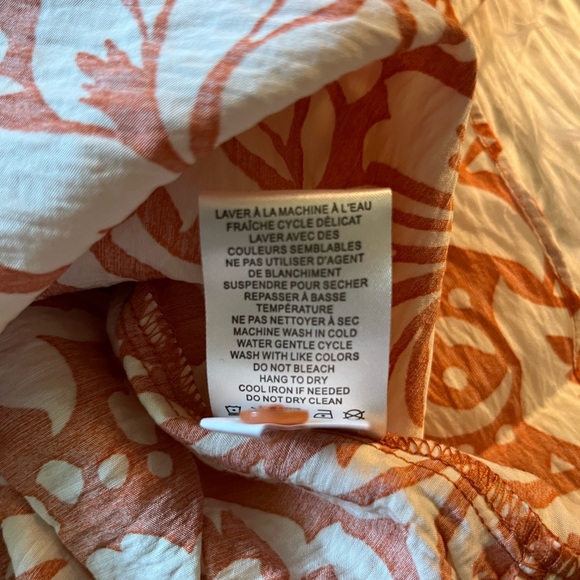 LAVER À LA MACHINE À L'EAU
FRAÎCHE CYCLE DÉLICAT
LAVER AVEC DES
COULEURS SEMBLABLES
NE PAS UTILISER D'AGENT
DE BLANCHIMENT
SUSPENDRE POUR SECHER
REPASSER À BASSE
TEMPÉRATURE
NE PAS NETTOYER À SEC
MACHINE WASH IN COLD
WATER GENTLE CYCLE
WASH WITH LIKE COLORS
DO NOT BLEACH
HANG TO DRY
COOL IRON IF NEEDED
DO NOT DRY CLEAN